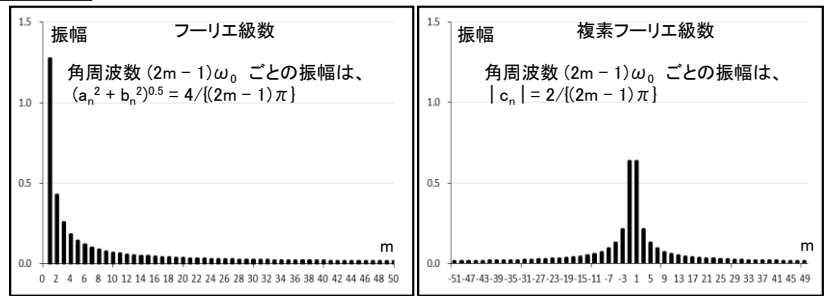 フーリエ級数
振幅
角周波数 (2m − 1)ω₀ ごとの振幅は、
(aₙ² + bₙ²)^0.5 = 4/{(2m − 1)π}
1.5
1.0
0.5
0.0
m
0 2 4 6 8 10 12 14 16 18 20 22 24 26 28 30 32 34 36 38 40 42 44 46 48 50
複素フーリエ級数
振幅
角周波数 (2m − 1)ω₀ ごとの振幅は、
| cₙ | = 2/{(2m − 1)π}
1.5
1.0
0.5
0.0
m
-51 -47 -43 -39 -35 -31 -27 -23 -19 -15 -11 -7 -3 1 5 9 13 17 21 25 29 33 37 41 45 49